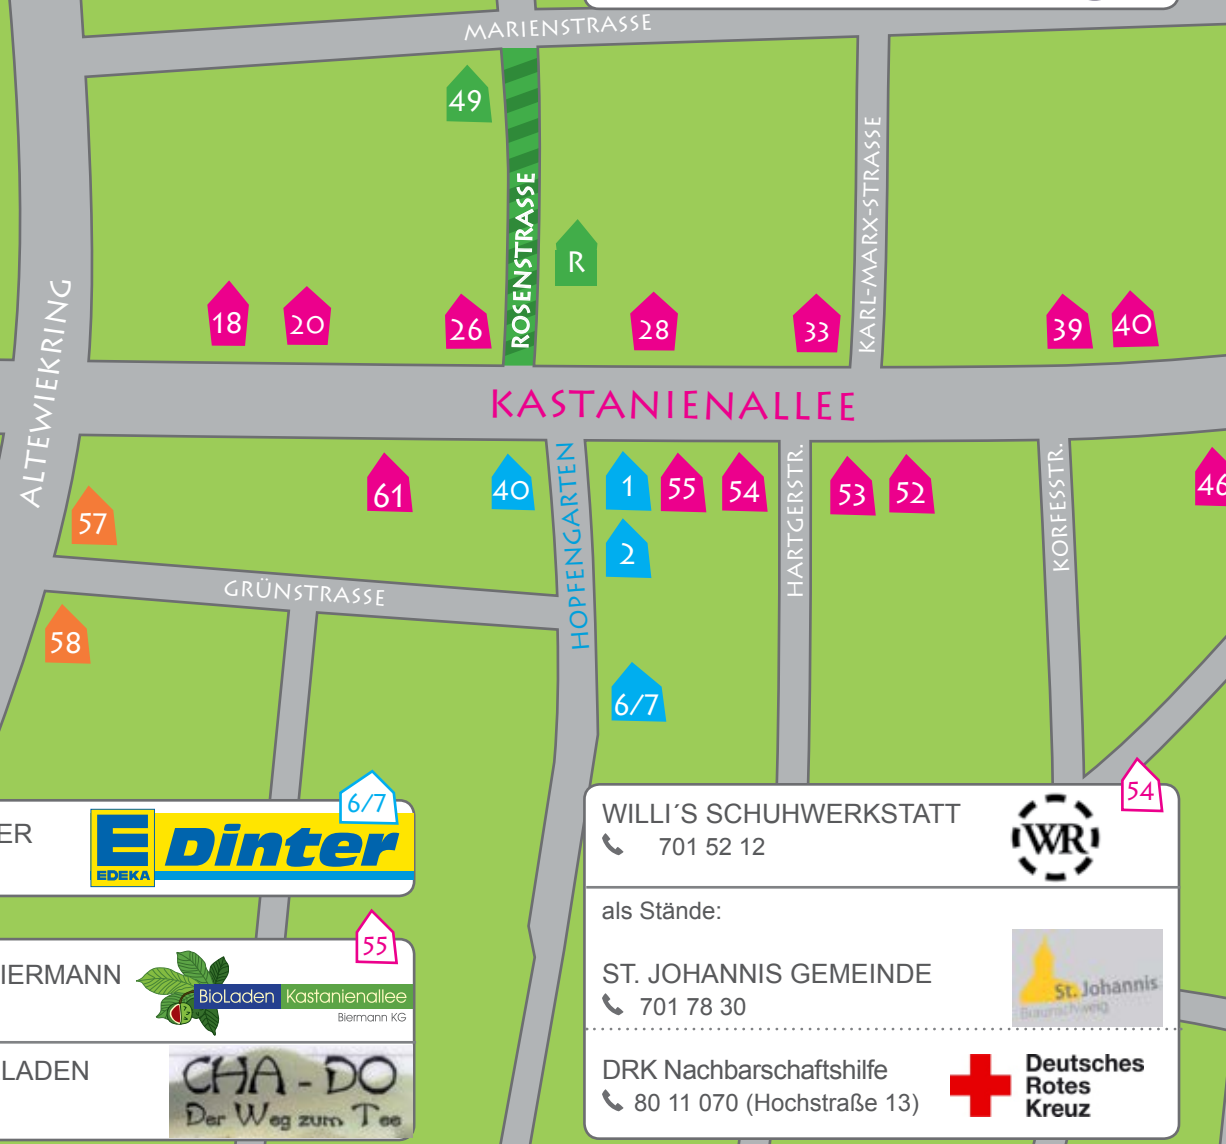 MARIENSTRASSE
49
ROSENSTRASSE
KARL-MARX-STRASSE
R
ALTEWIEKRING
18
20
26
28
33
39
40
KASTANIENALLEE
61
40
HOPFENGARTEN
1
55
54
HARTGERSTR.
53
52
KORFESSTR.
46
57
2
GRÜNSTRASSE
58
6/7
6/7
ER
E
EDEKA
Dinter
55
IERMANN
BioLaden Kastanienallee
Biermann KG
LADEN
CHA-DO
Der Weg zum Tee
54
WILLI´S SCHUHWERKSTATT
701 52 12
WR
als Stände:
ST. JOHANNIS GEMEINDE
701 78 30
St. Johannis
Braunschweig
DRK Nachbarschaftshilfe
80 11 070 (Hochstraße 13)
Deutsches
Rotes
Kreuz